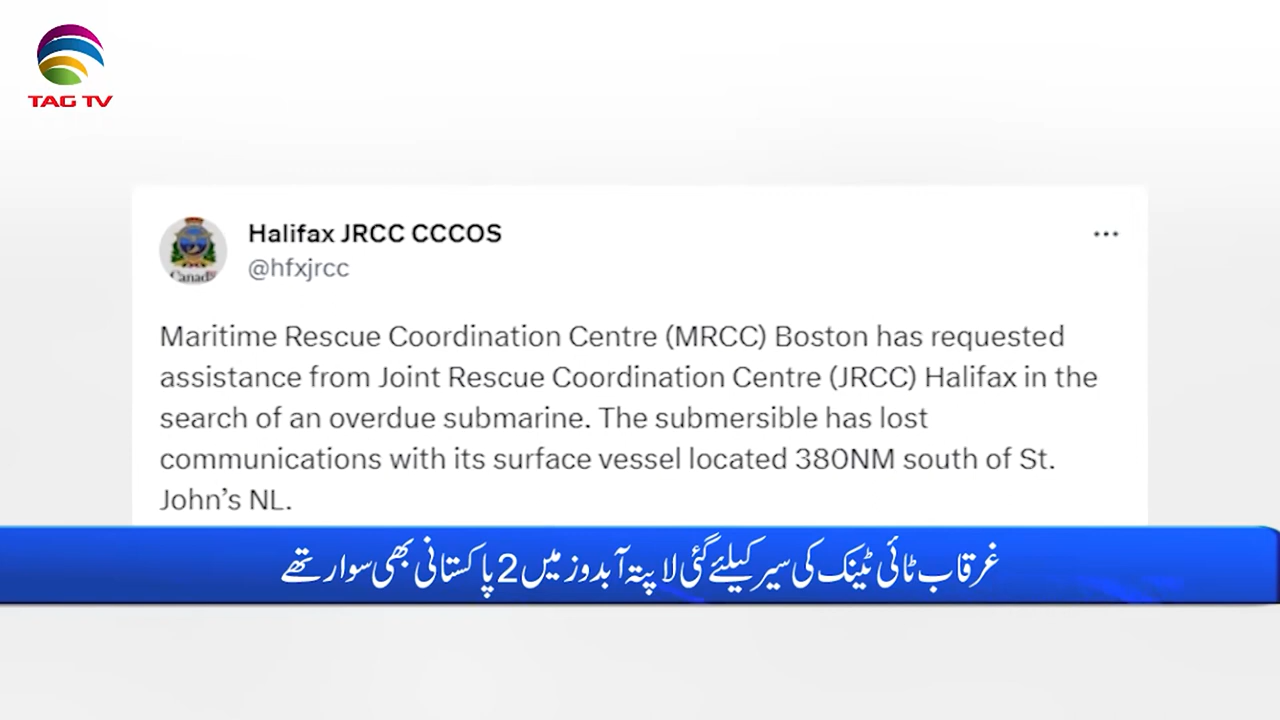 TAG TV
Halifax JRCC CCCOS
@hfxjrcc
Canada
Maritime Rescue Coordination Centre (MRCC) Boston has requested
assistance from Joint Rescue Coordination Centre (JRCC) Halifax in the
search of an overdue submarine. The submersible has lost
communications with its surface vessel located 380NM south of St.
John’s NL.
غرقاب ٹائی ٹینک کی سیر کیلئے گئی لاپتہ آبدوز میں 2 پاکستانی بھی سوار تھے